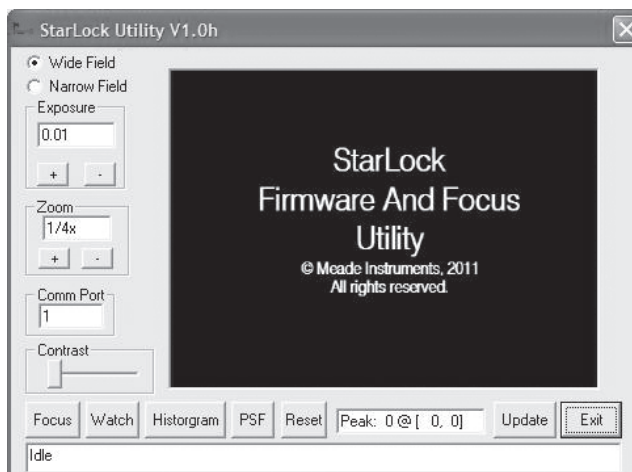 StarLock Utility V1.0h
Wide Field
Narrow Field
Exposure
0.01
+ -
Zoom
1/4x
+ -
Comm Port
1
Contrast
StarLock
Firmware And Focus
Utility
© Meade Instruments, 2011
All rights reserved.
Focus Watch Historgram PSF Reset Peak: 0 @ [ 0, 0] Update Exit
Idle